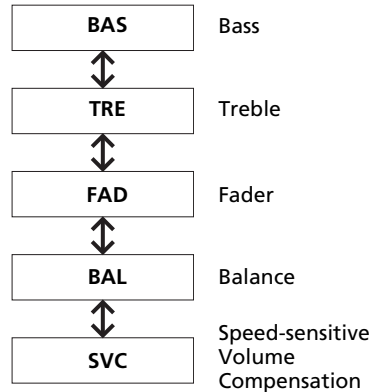 BAS Bass
TRE Treble
FAD Fader
BAL Balance
SVC Speed-sensitive
Volume
Compensation